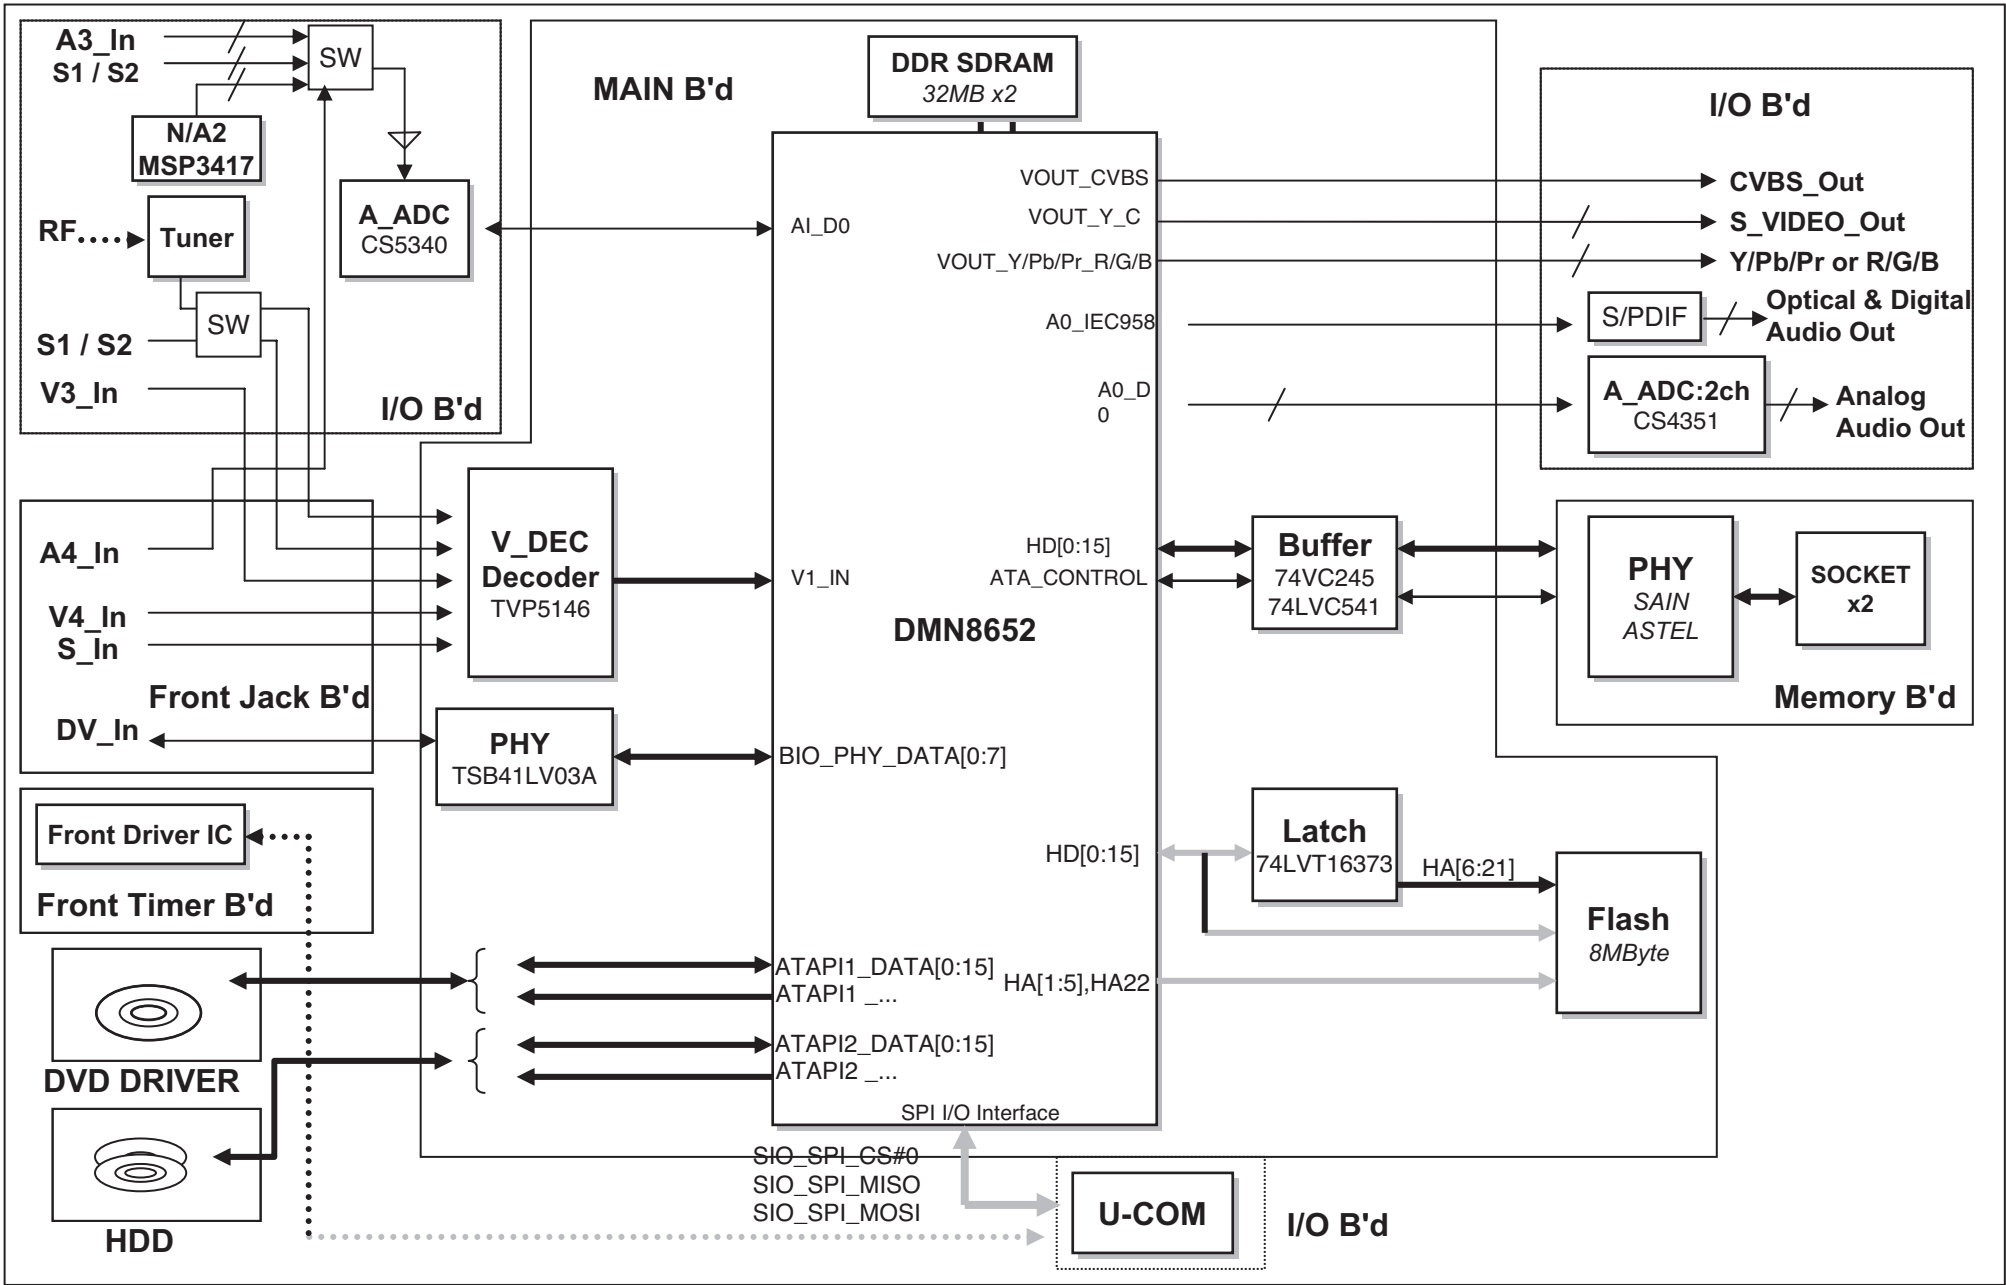 A3_In
S1 / S2
SW
N/A2
MSP3417
RF
Tuner
A_ADC
CS5340
SW
S1 / S2
V3_In
I/O B'd
MAIN B'd
DDR SDRAM
32MB x2
AI_D0
VOUT_CVBS
VOUT_Y_C
VOUT_Y/Pb/Pr_R/G/B
A0_IEC958
A0_D
0
I/O B'd
CVBS_Out
S_VIDEO_Out
Y/Pb/Pr or R/G/B
S/PDIF
Optical & Digital
Audio Out
A_ADC:2ch
CS4351
Analog
Audio Out
A4_In
V4_In
S_In
Front Jack B'd
DV_In
V_DEC
Decoder
TVP5146
V1_IN
DMN8652
HD[0:15]
ATA_CONTROL
Buffer
74VC245
74LVC541
PHY
SAIN
ASTEL
SOCKET
x2
Memory B'd
PHY
TSB41LV03A
BIO_PHY_DATA[0:7]
Front Driver IC
Front Timer B'd
HD[0:15]
Latch
74LVT16373
HA[6:21]
Flash
8MByte
HA[1:5],HA22
ATAPI1_DATA[0:15]
ATAPI1 _...
ATAPI2_DATA[0:15]
ATAPI2 _...
DVD DRIVER
HDD
SPI I/O Interface
SIO_SPI_CS#0
SIO_SPI_MISO
SIO_SPI_MOSI
U-COM
I/O B'd